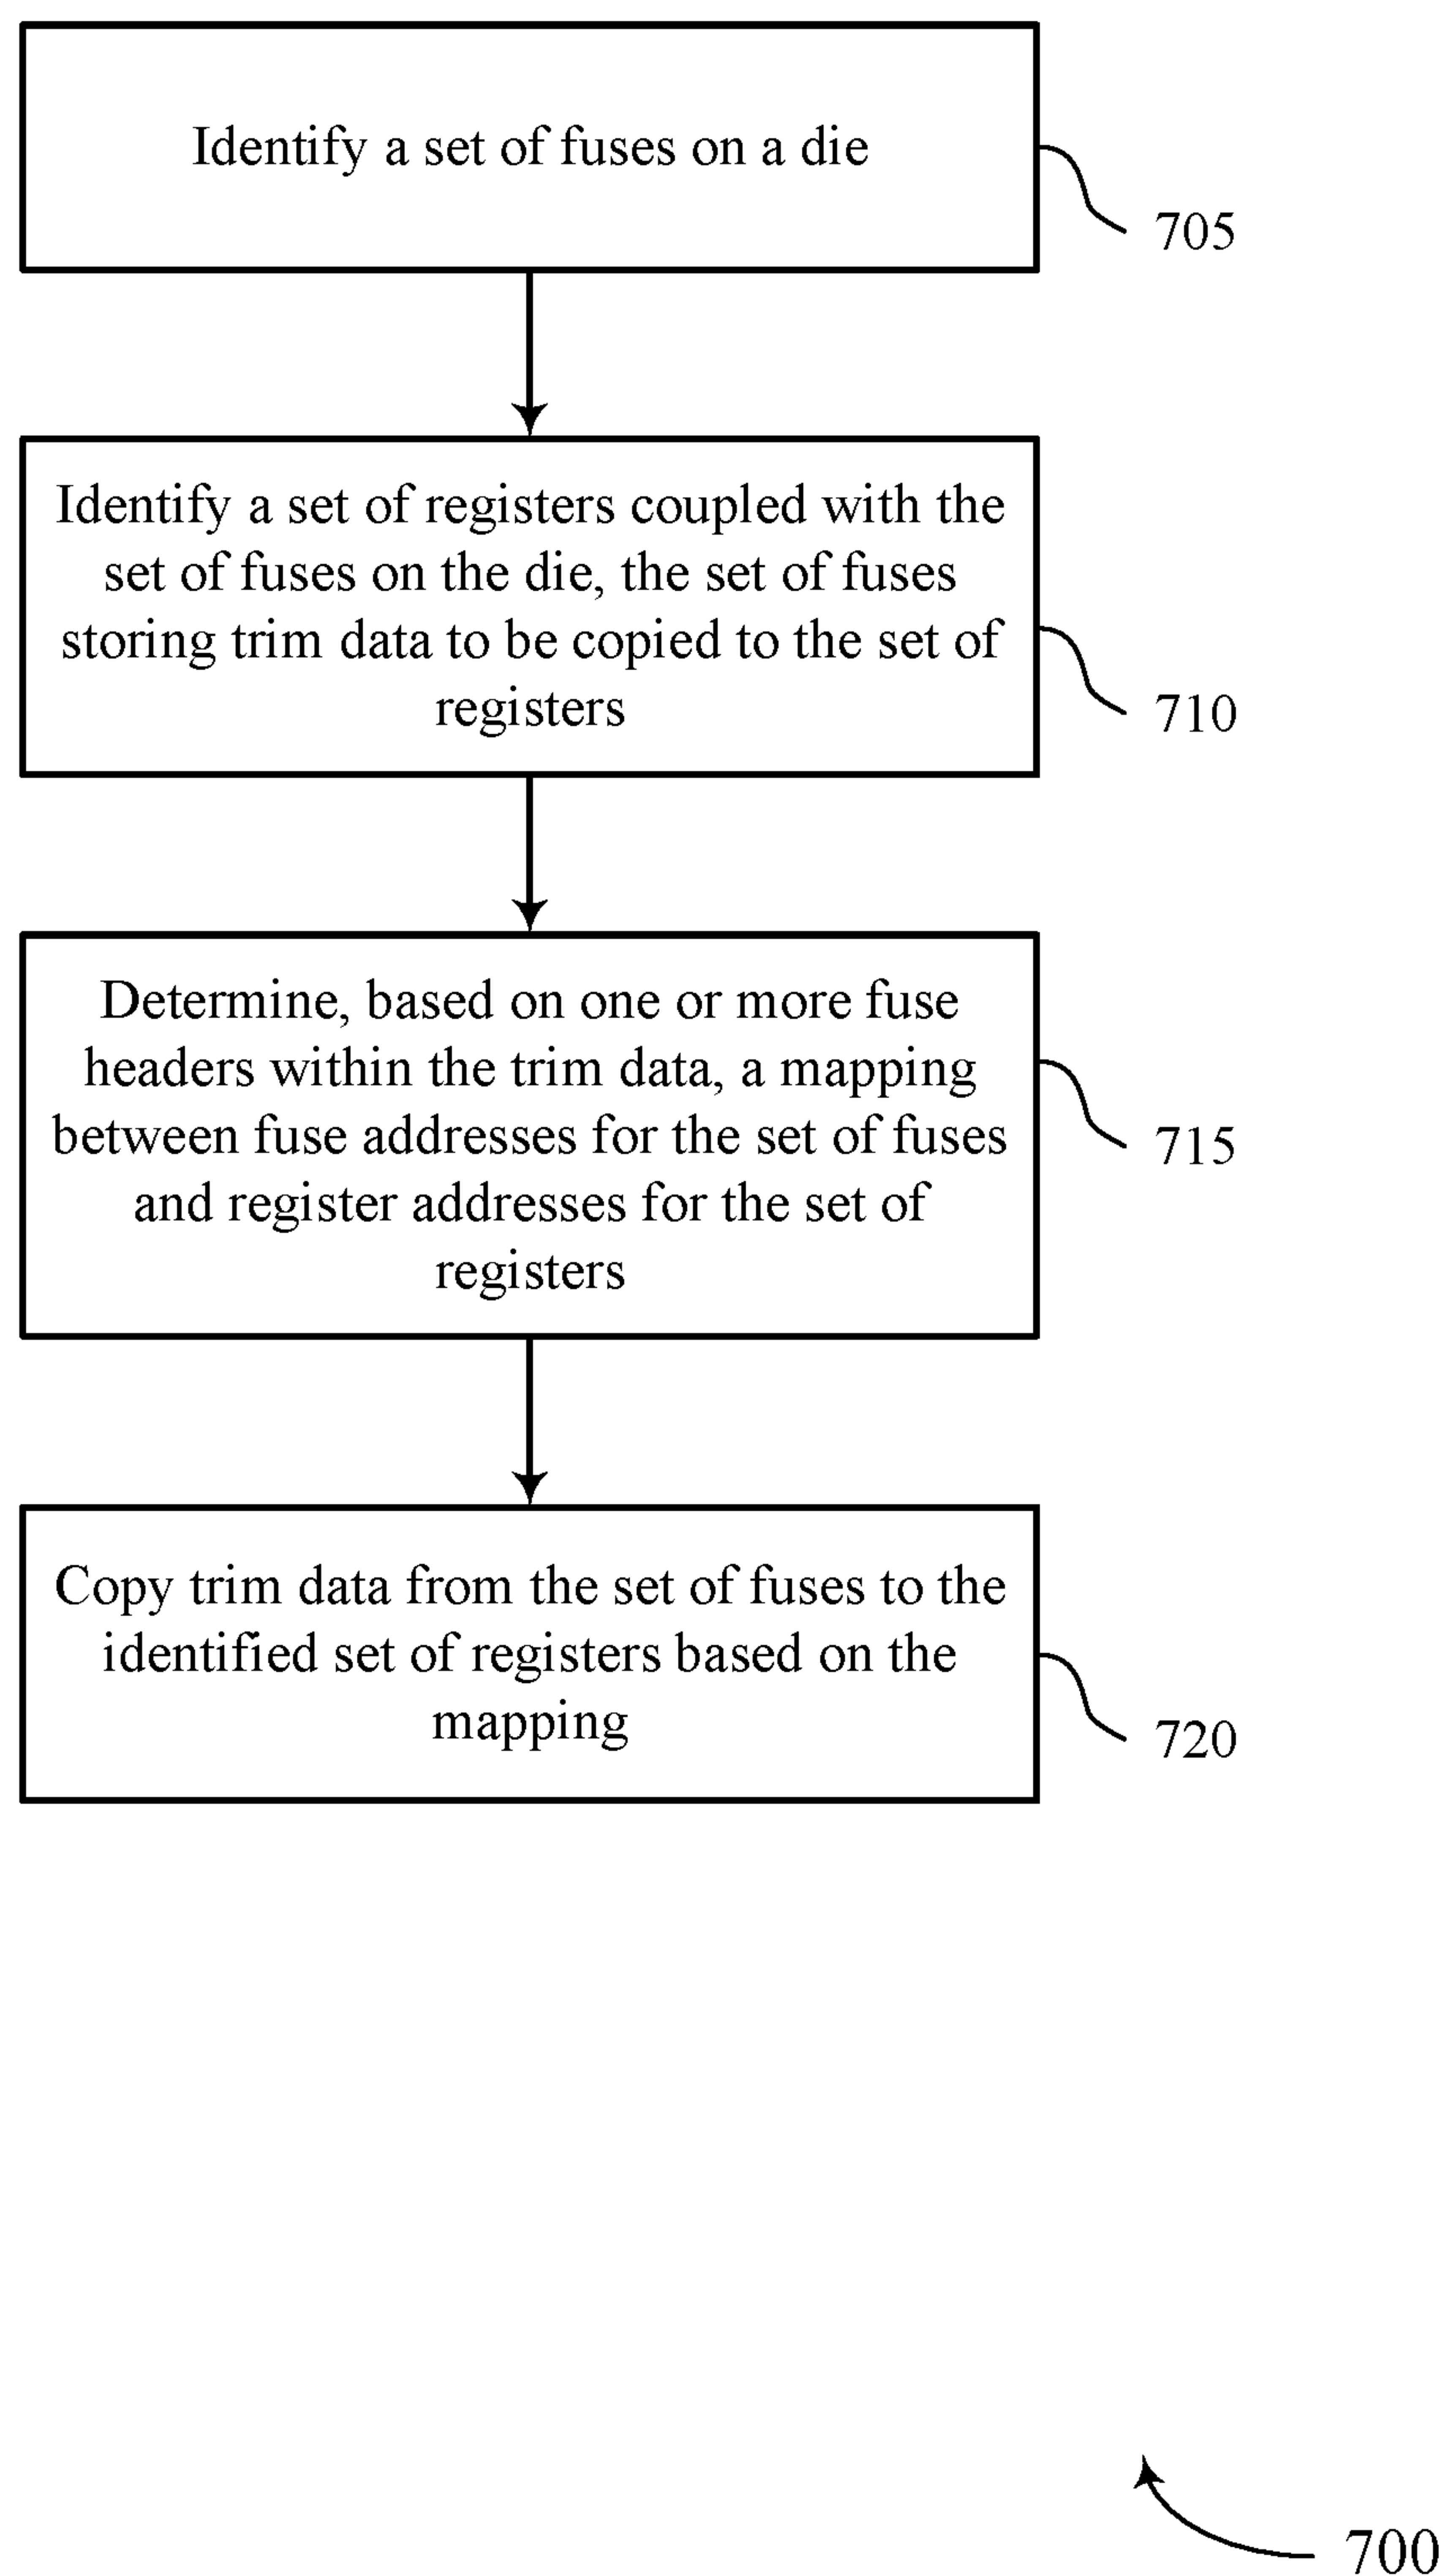 Identify a set of fuses on a die
705
Identify a set of registers coupled with the
set of fuses on the die, the set of fuses
storing trim data to be copied to the set of
registers
710
Determine, based on one or more fuse
headers within the trim data, a mapping
between fuse addresses for the set of fuses
and register addresses for the set of
registers
715
Copy trim data from the set of fuses to the
identified set of registers based on the
mapping
720
700